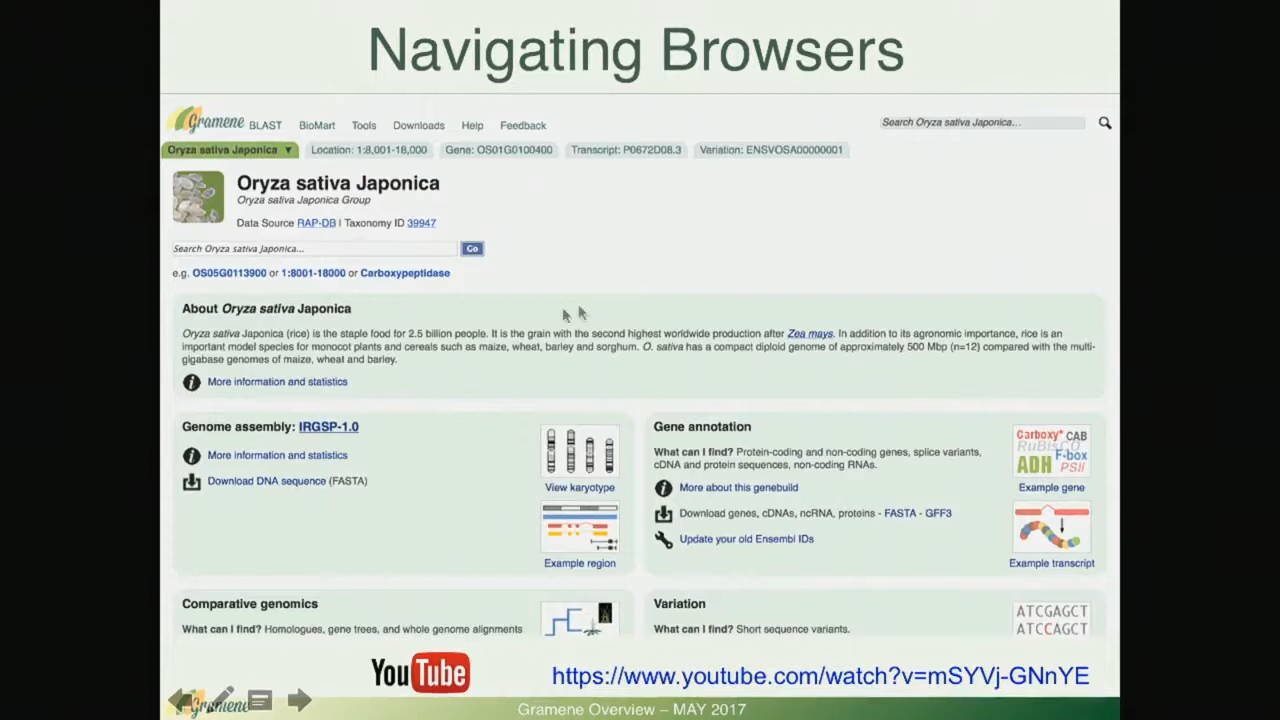 Navigating Browsers
Gramene BLAST BioMart Tools Downloads Help Feedback Search Oryza sativa Japonica...
Oryza sativa Japonica ▼ Location: 1:8,001-18,000 Gene: OS01G0100400 Transcript: P0672D08.3 Variation: ENSVOSA00000001
Oryza sativa Japonica
Oryza sativa Japonica Group
Data Source RAP-DB | Taxonomy ID 39947
Search Oryza sativa Japonica... Go
e.g. OS05G0113900 or 1:8001-18000 or Carboxypeptidase
About Oryza sativa Japonica
Oryza sativa Japonica (rice) is the staple food for 2.5 billion people. It is the grain with the second highest worldwide production after Zea mays. In addition to its agronomic importance, rice is an
important model species for monocot plants and cereals such as maize, wheat, barley and sorghum. O. sativa has a compact diploid genome of approximately 500 Mbp (n=12) compared with the multi-
gigabase genomes of maize, wheat and barley.
More information and statistics
Genome assembly: IRGSP-1.0
More information and statistics
Download DNA sequence (FASTA)
View karyotype
Example region
Gene annotation
What can I find? Protein-coding and non-coding genes, splice variants,
cDNA and protein sequences, non-coding RNAs.
More about this genebuild
Download genes, cDNAs, ncRNA, proteins - FASTA - GFF3
Update your old Ensembl IDs
Carboxy* CAB
RuBisCO
ADH F-box
PSII
Example gene
Example transcript
Comparative genomics
What can I find? Homologues, gene trees, and whole genome alignments
Variation
What can I find? Short sequence variants.
ATCGAGCT
ATCCAGCT
YouTube https://www.youtube.com/watch?v=mSYVj-GNnYE
Gramene Gramene Overview – MAY 2017